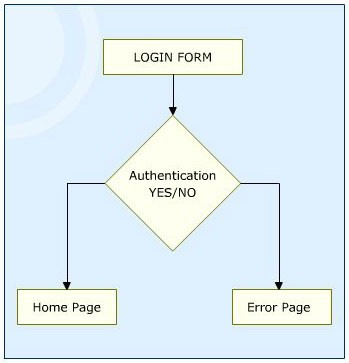 LOGIN FORM
Authentication
YES/NO
Home Page
Error Page